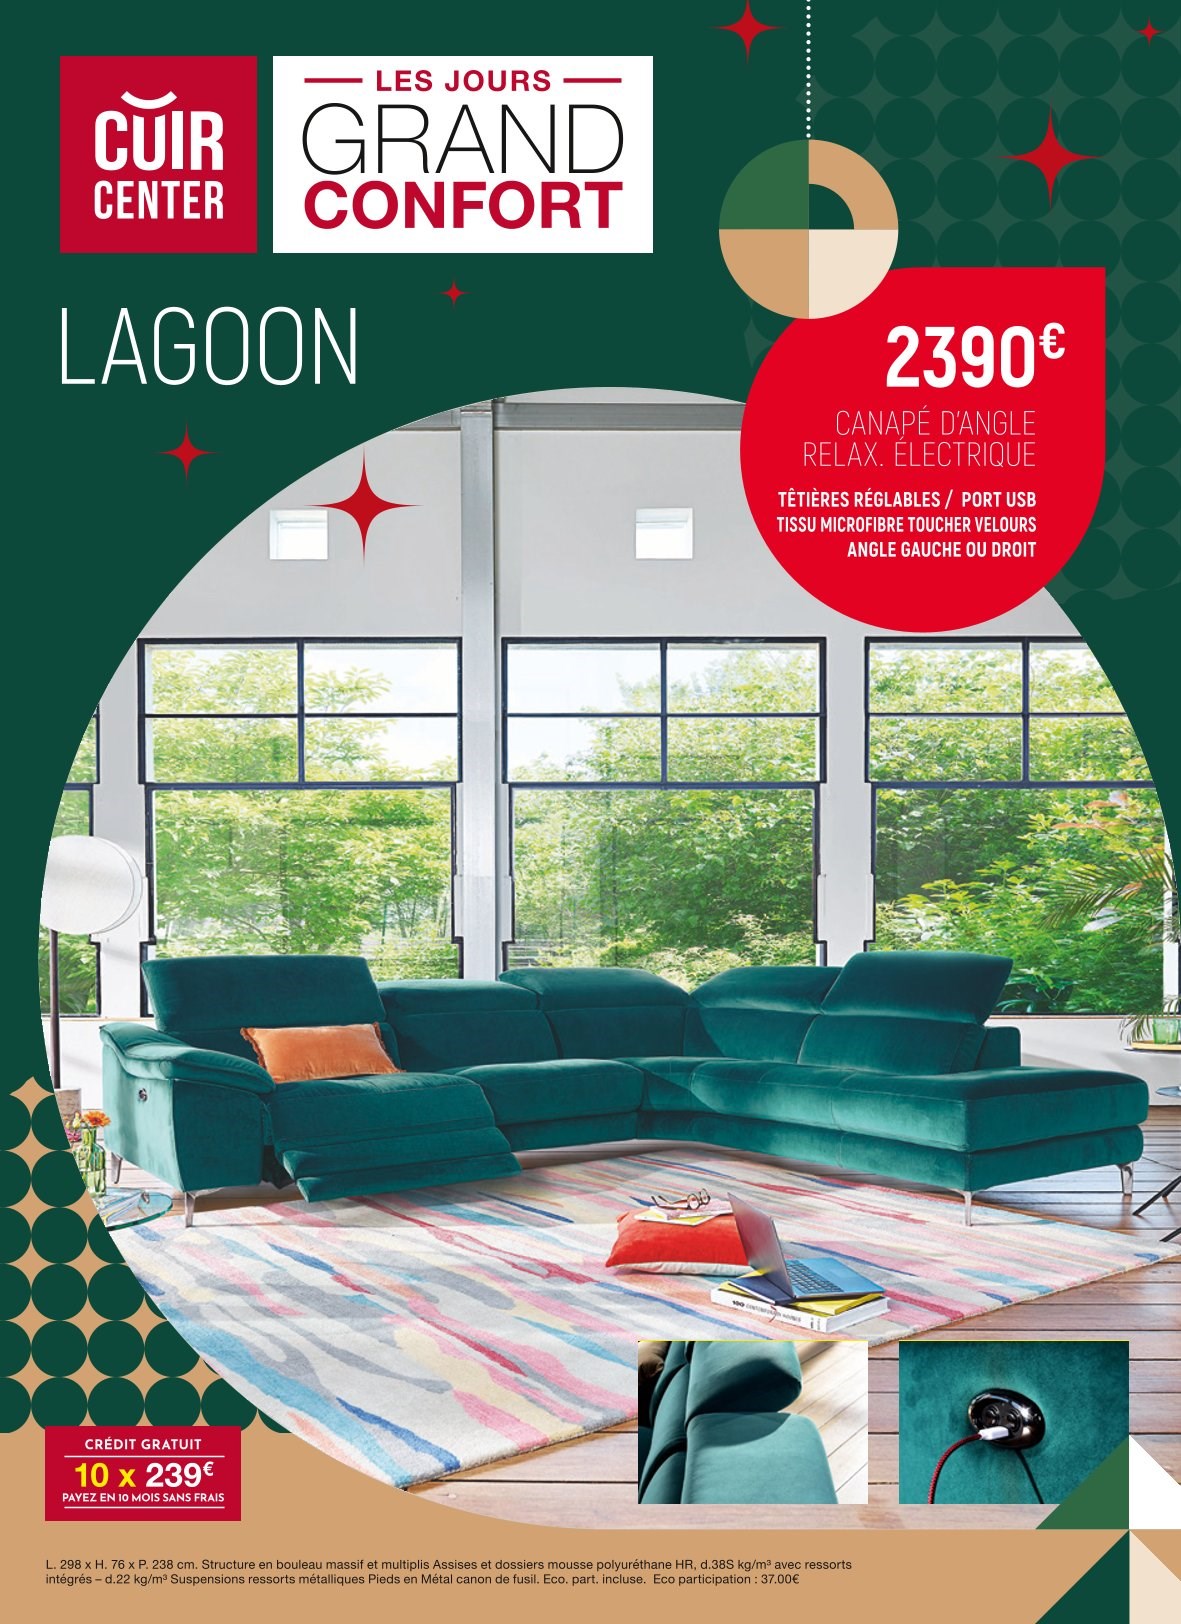 CUIR
CENTER
LES JOURS
GRAND
CONFORT
LAGOON
2390€
CANAPÉ D'ANGLE
RELAX. ÉLECTRIQUE
TÊTIÈRES RÉGLABLES / PORT USB
TISSU MICROFIBRE TOUCHER VELOURS
ANGLE GAUCHE OU DROIT
CRÉDIT GRATUIT
10 x 239€
PAYEZ EN 10 MOIS SANS FRAIS
L. 298 x H. 76 x P. 238 cm. Structure en bouleau massif et multiplis Assises et dossiers mousse polyuréthane HR, d.38S kg/m³ avec ressorts
intégrés – d.22 kg/m³ Suspensions ressorts métalliques Pieds en Métal canon de fusil. Eco. part. incluse. Eco participation : 37.00€